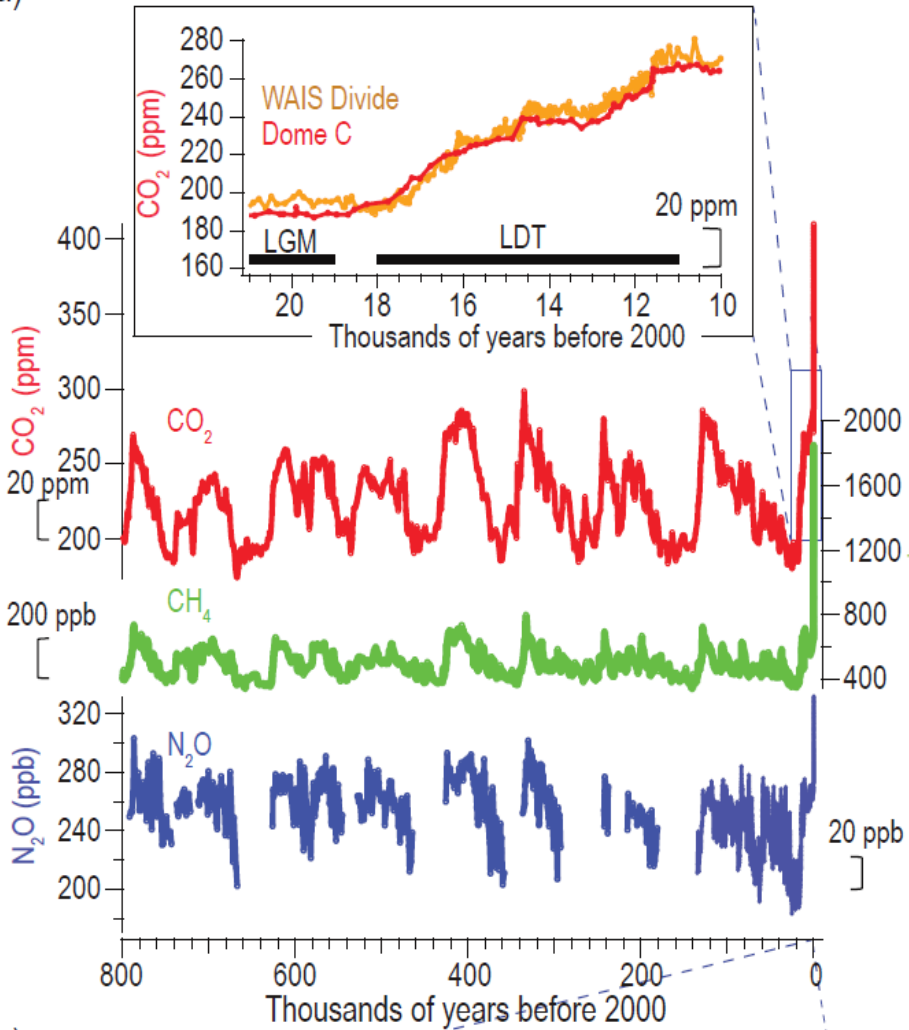 280
260
240
220
200
180
160
CO2 (ppm)
WAIS Divide
Dome C
20 ppm
LGM
LDT
20
18
16
14
12
10
Thousands of years before 2000
400
350
300
250
200
CO2 (ppm)
20 ppm
CO2
2000
1600
1200
800
400
CH4
200 ppb
320
280
240
200
N2O (ppb)
N2O
20 ppb
800
600
400
200
0
Thousands of years before 2000